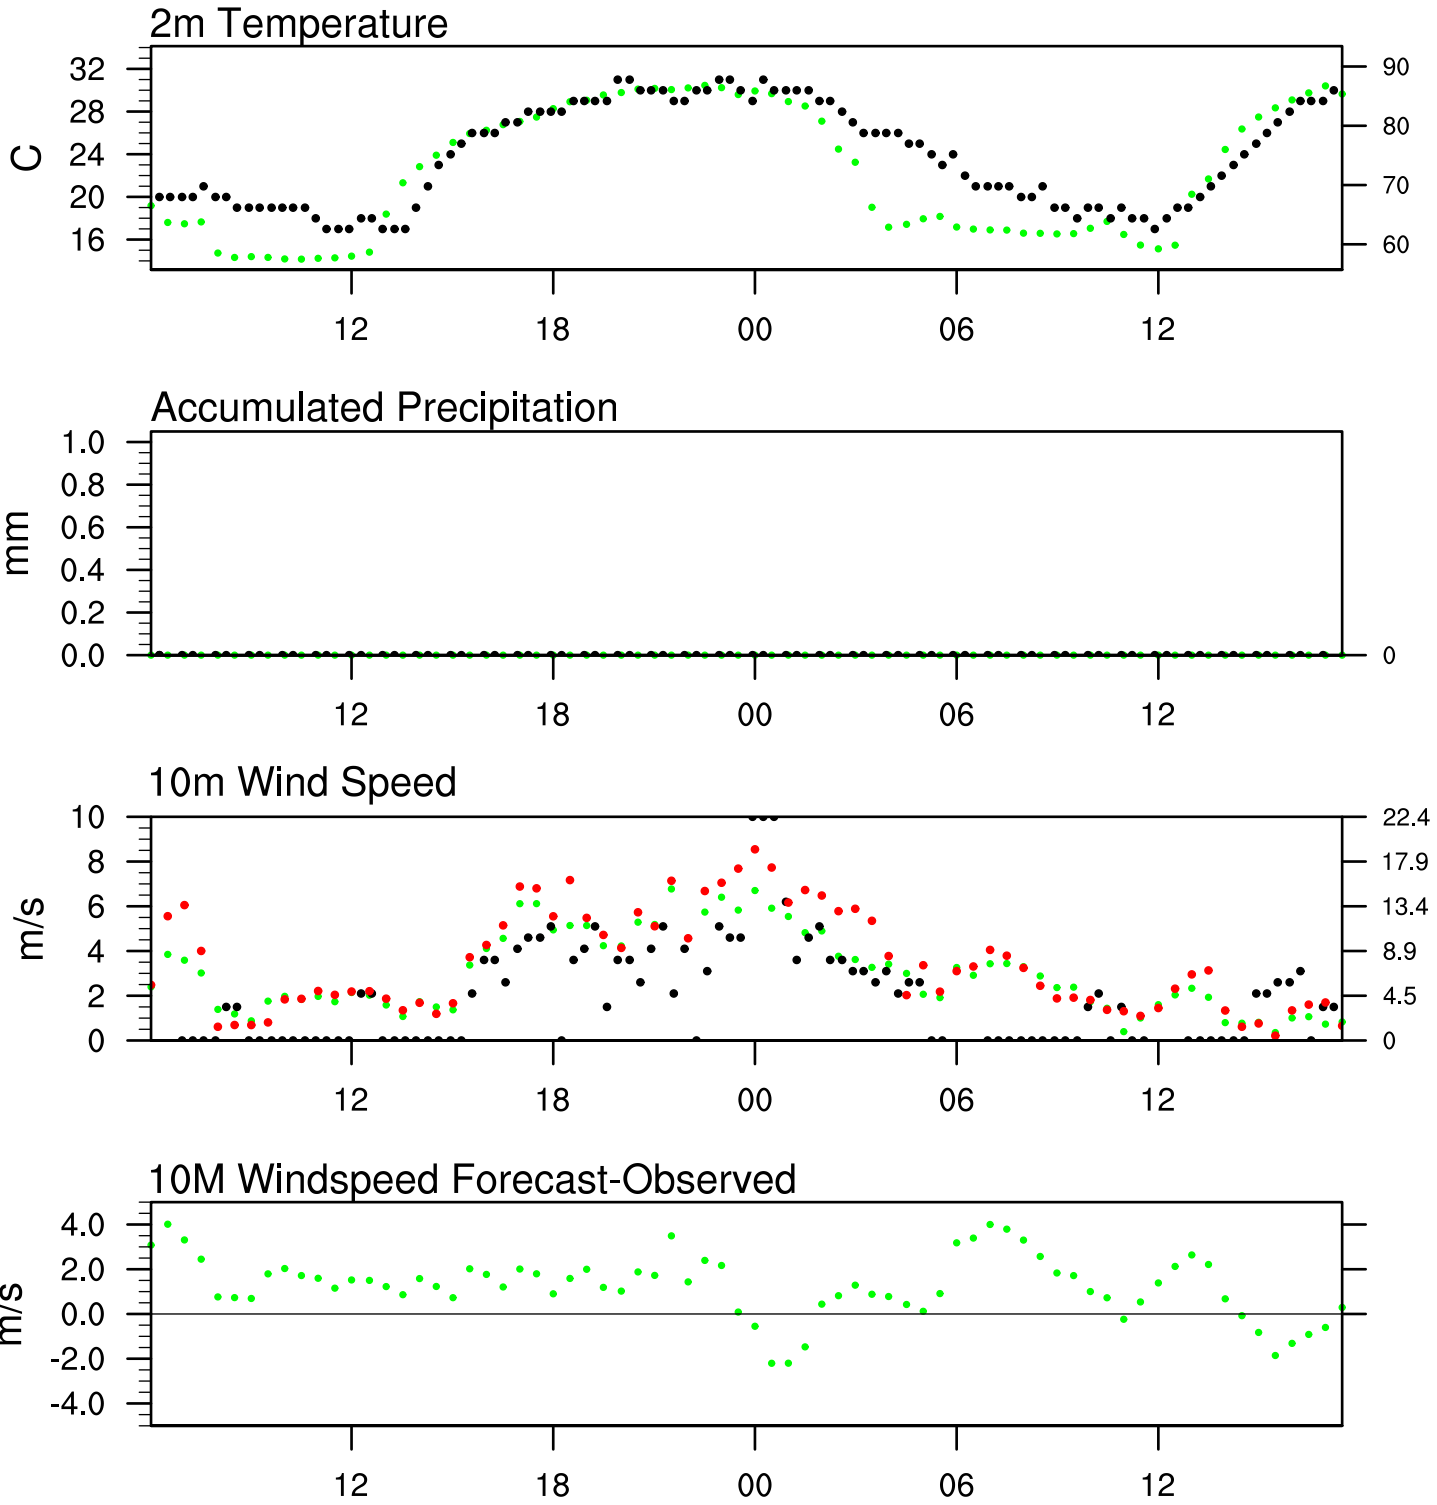 2m Temperature
32
28
24
20
16
C
90
80
70
60
12 18 00 06 12
Accumulated Precipitation
1.0
0.8
0.6
0.4
0.2
0.0
mm
0
12 18 00 06 12
10m Wind Speed
10
8
6
4
2
0
m/s
22.4
17.9
13.4
8.9
4.5
0
12 18 00 06 12
10M Windspeed Forecast-Observed
4.0
2.0
0.0
-2.0
-4.0
m/s
12 18 00 06 12